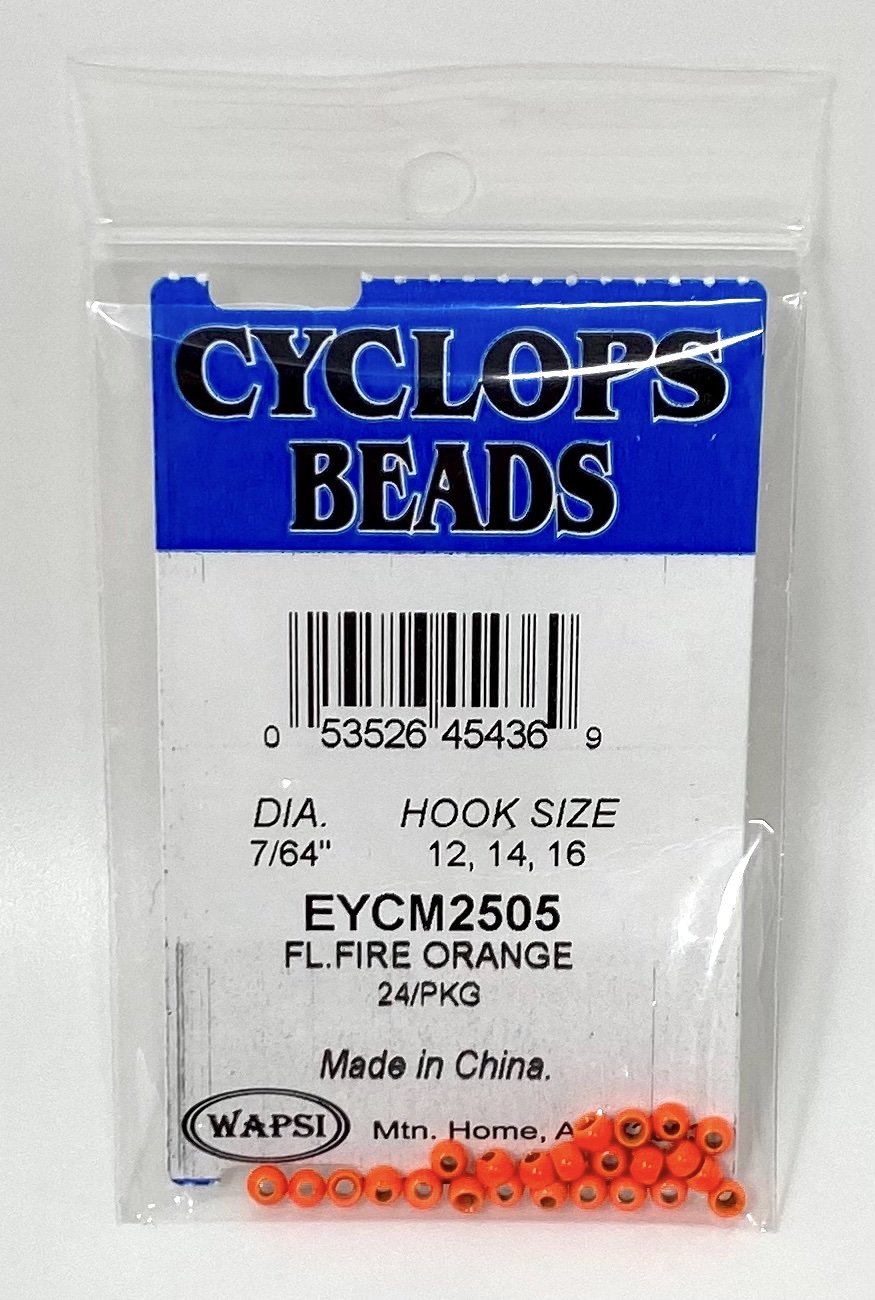 CYCLOPS
BEADS
0 53526 45436 9
DIA. HOOK SIZE
7/64" 12, 14, 16
EYCM2505
FL.FIRE ORANGE
24/PKG
Made in China.
WAPSI Mtn. Home,